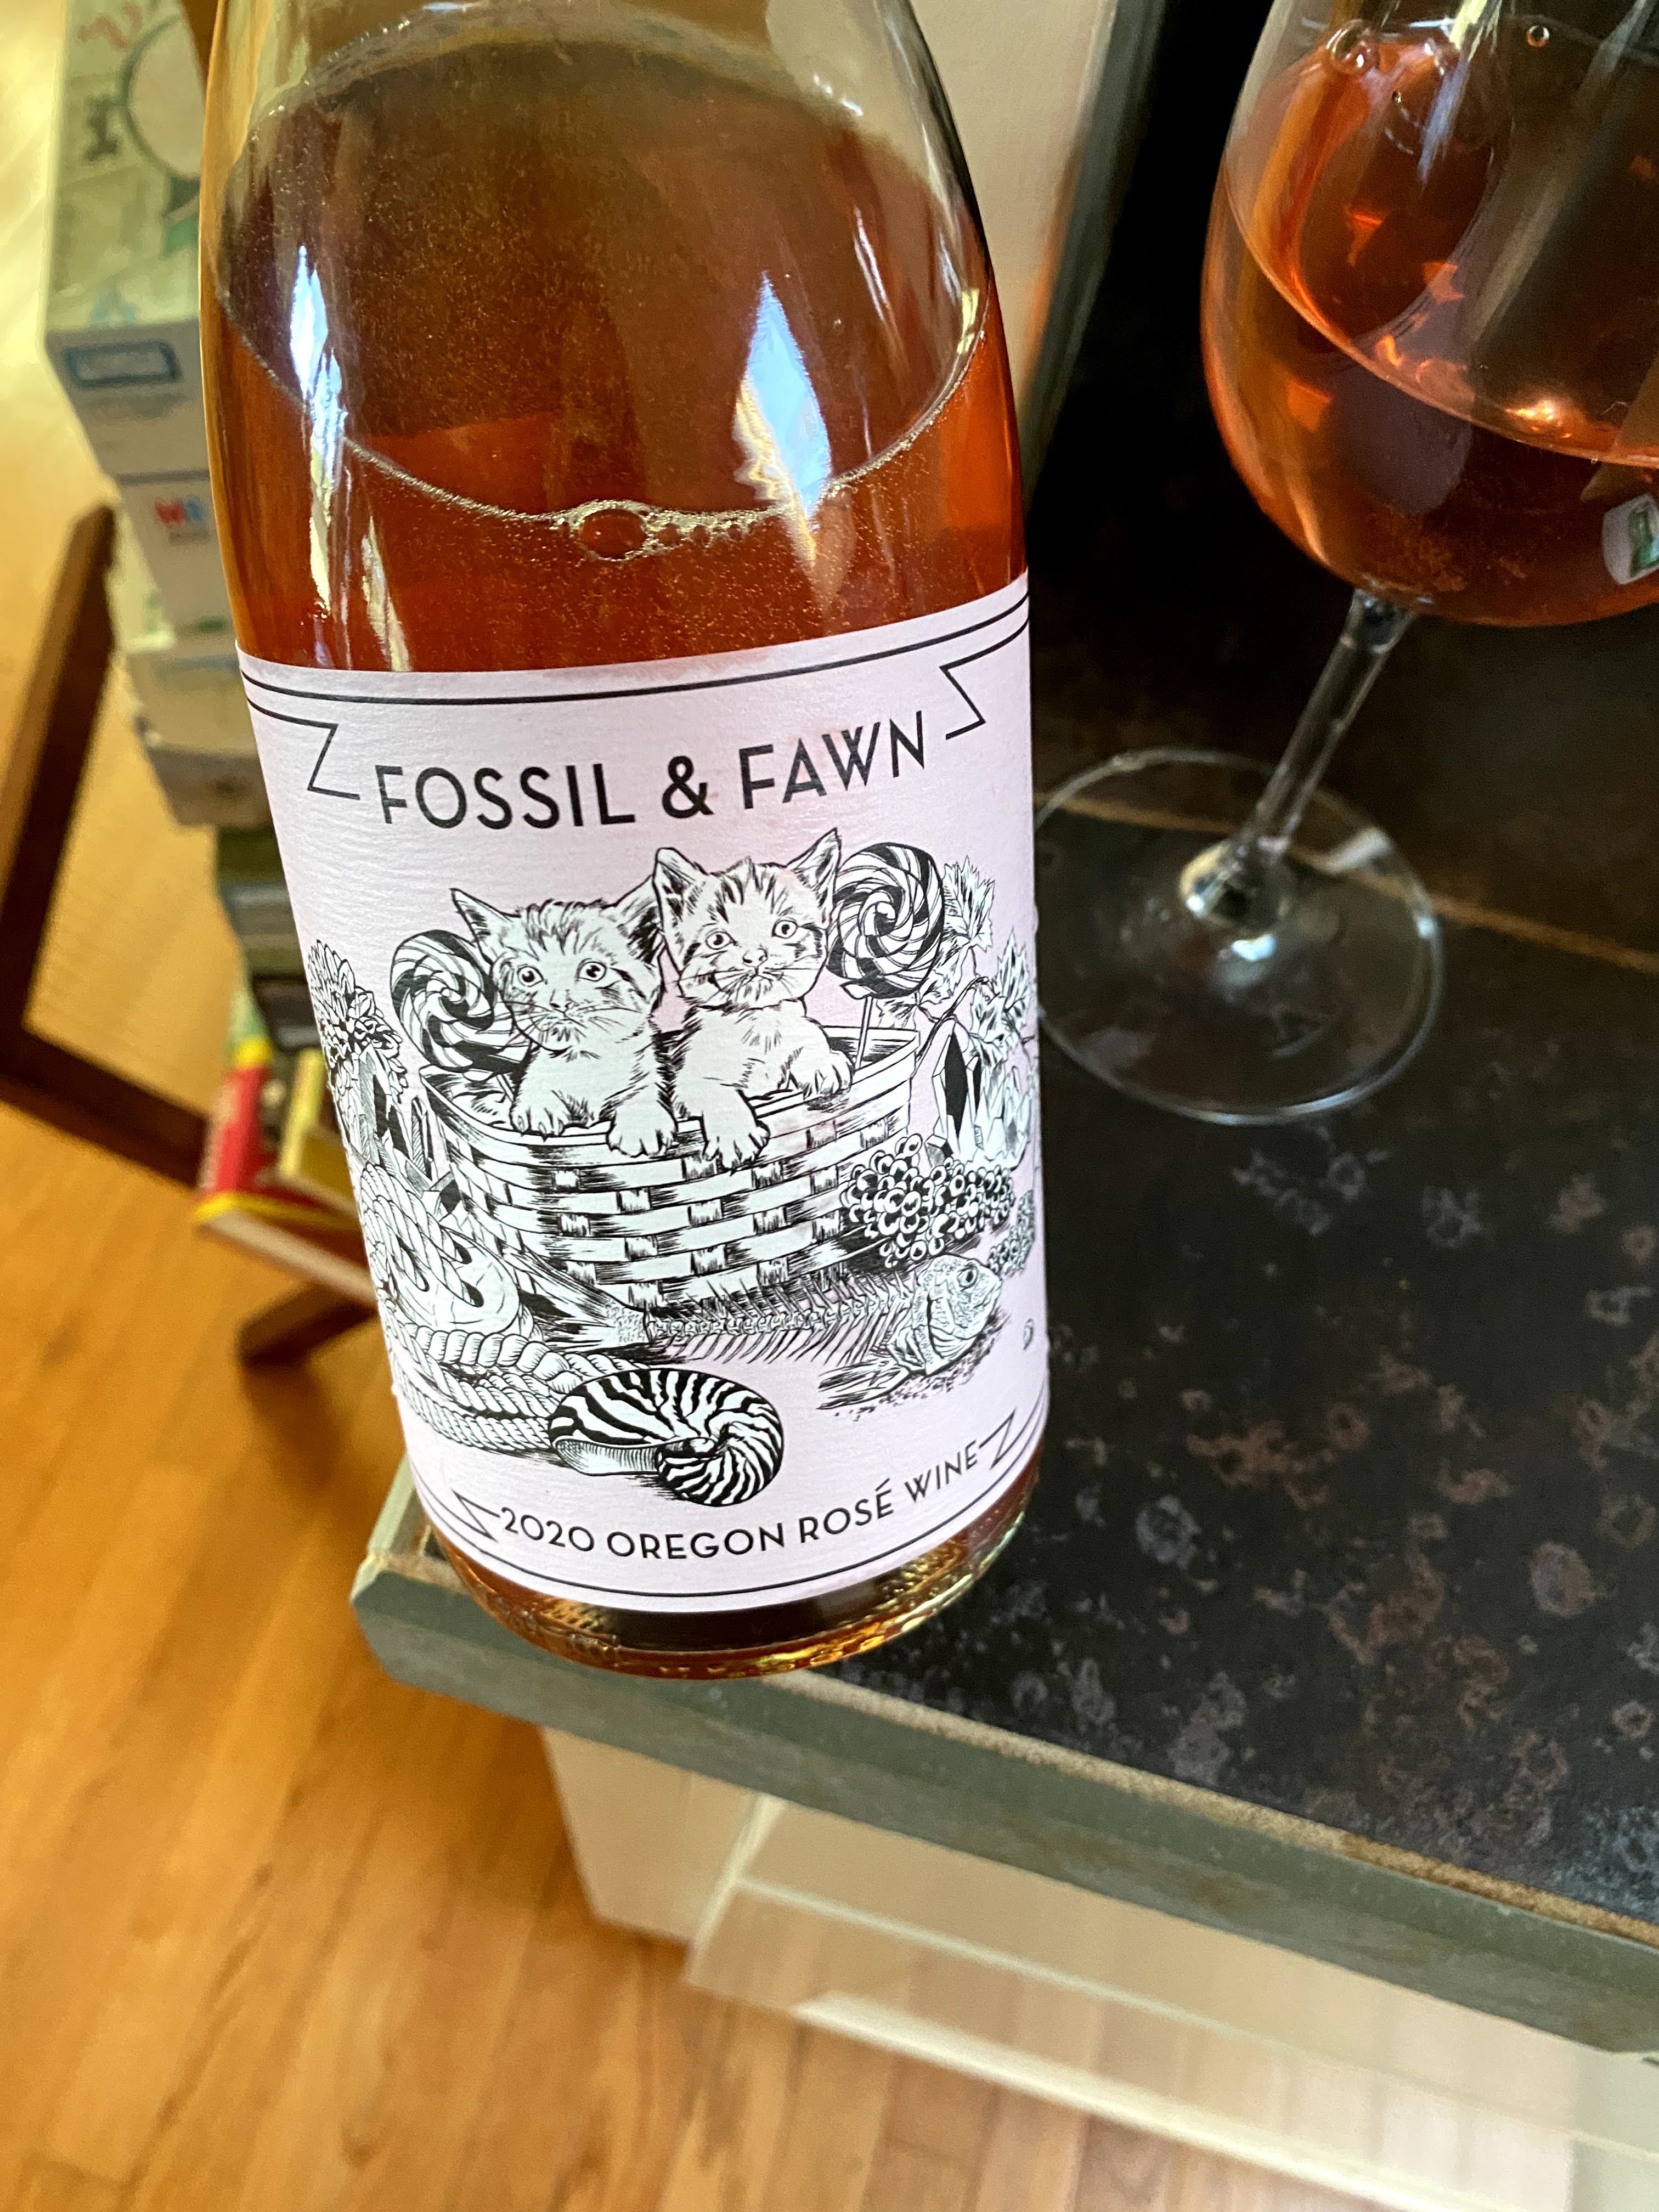 FOSSIL & FAWN
2020 OREGON ROSÉ WINE